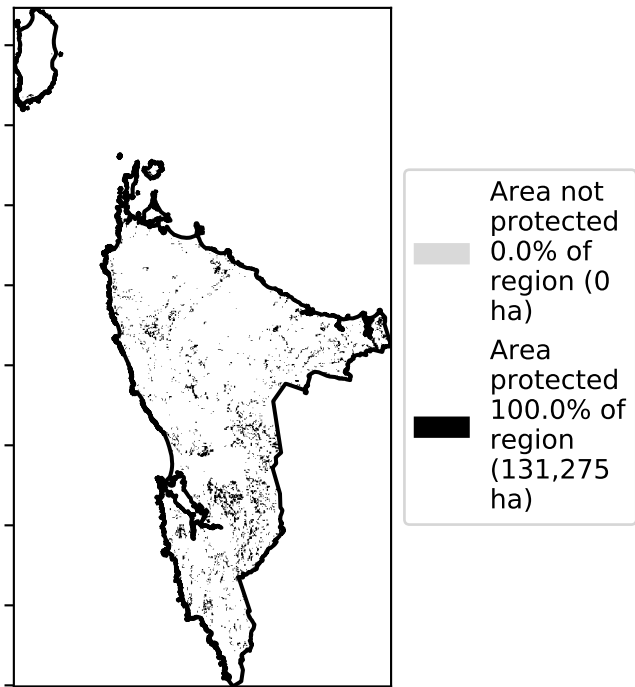 Area not
protected
0.0% of
region (0
ha)
Area
protected
100.0% of
region
(131,275
ha)